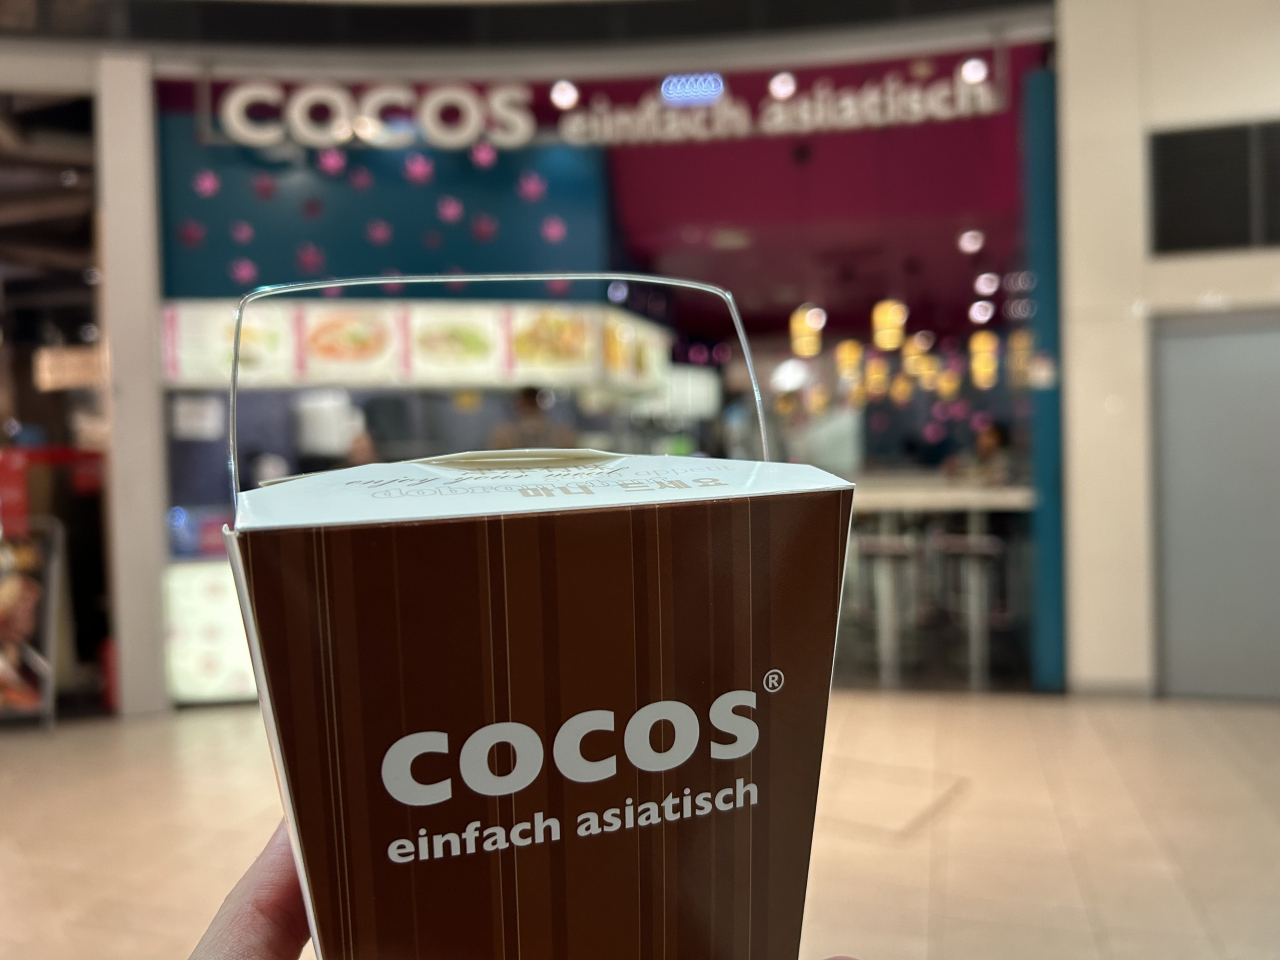 COCOS einfach asiatisch
cocos®
einfach asiatisch